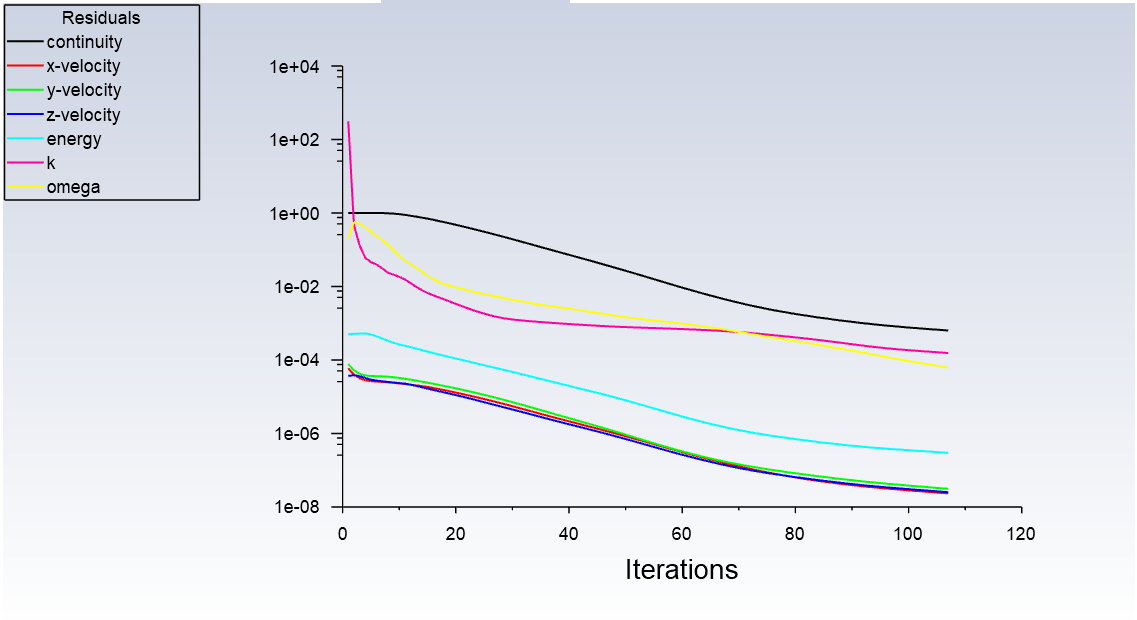 Residuals
continuity
x-velocity
y-velocity
z-velocity
energy
k
omega
1e+04
1e+02
1e+00
1e-02
1e-04
1e-06
1e-08
0 20 40 60 80 100 120
Iterations